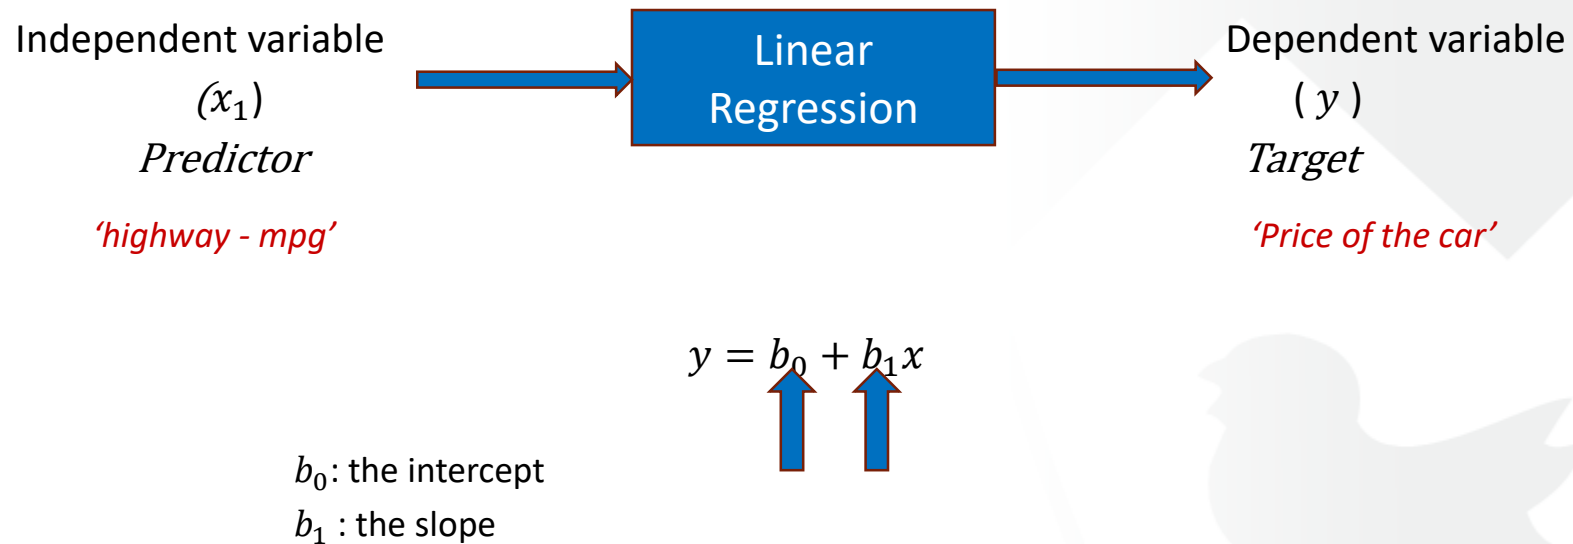 Independent variable
(x₁)
Predictor
‘highway - mpg’
Linear
Regression
Dependent variable
( y )
Target
‘Price of the car’
y = b₀ + b₁x
b₀: the intercept
b₁ : the slope